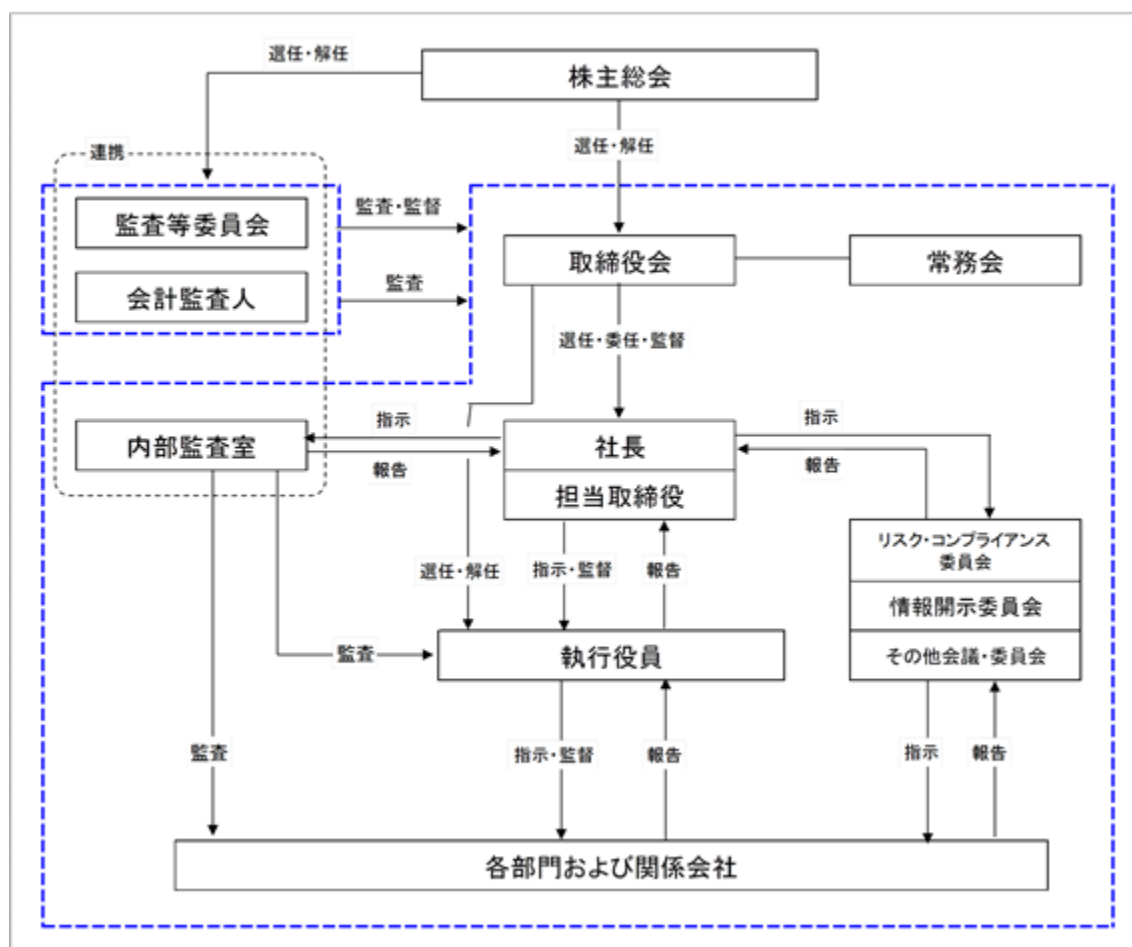 選任・解任
株主総会
選任・解任
連携
監査等委員会
監査・監督
取締役会
常務会
会計監査人
監査
選任・委任・監督
内部監査室
指示
報告
社長
担当取締役
指示
報告
リスク・コンプライアンス
委員会
情報開示委員会
その他会議・委員会
選任・解任
指示・監督
報告
監査
執行役員
監査
指示・監督
報告
指示
報告
各部門および関係会社